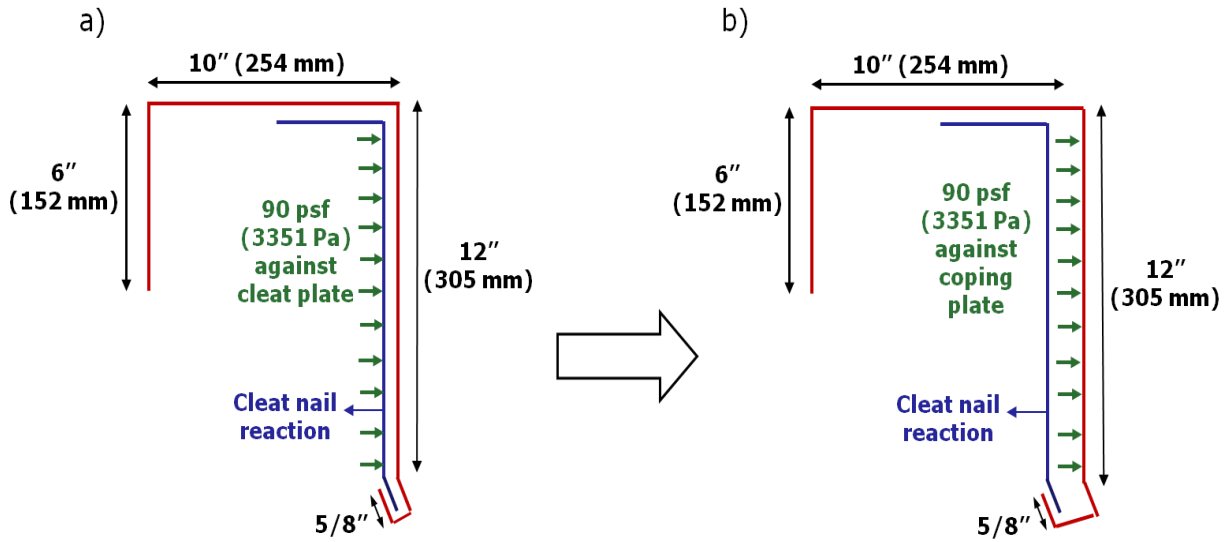 a)
10″ (254 mm)
6″
(152 mm)
90 psf
(3351 Pa)
against
cleat plate
12″
(305 mm)
Cleat nail
reaction
5/8″
b)
10″ (254 mm)
6″
(152 mm)
90 psf
(3351 Pa)
against
coping
plate
12″
(305 mm)
Cleat nail
reaction
5/8″